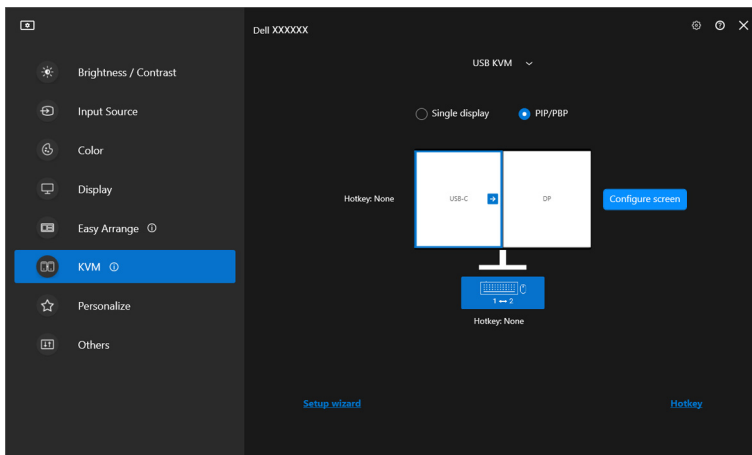 Dell XXXXXX
Brightness / Contrast
Input Source
Color
Display
Easy Arrange
KVM
Personalize
Others
USB KVM
Single display
PIP/PBP
Hotkey: None
USB-C
DP
Configure screen
1 ↔ 2
Hotkey: None
Setup wizard
Hotkey